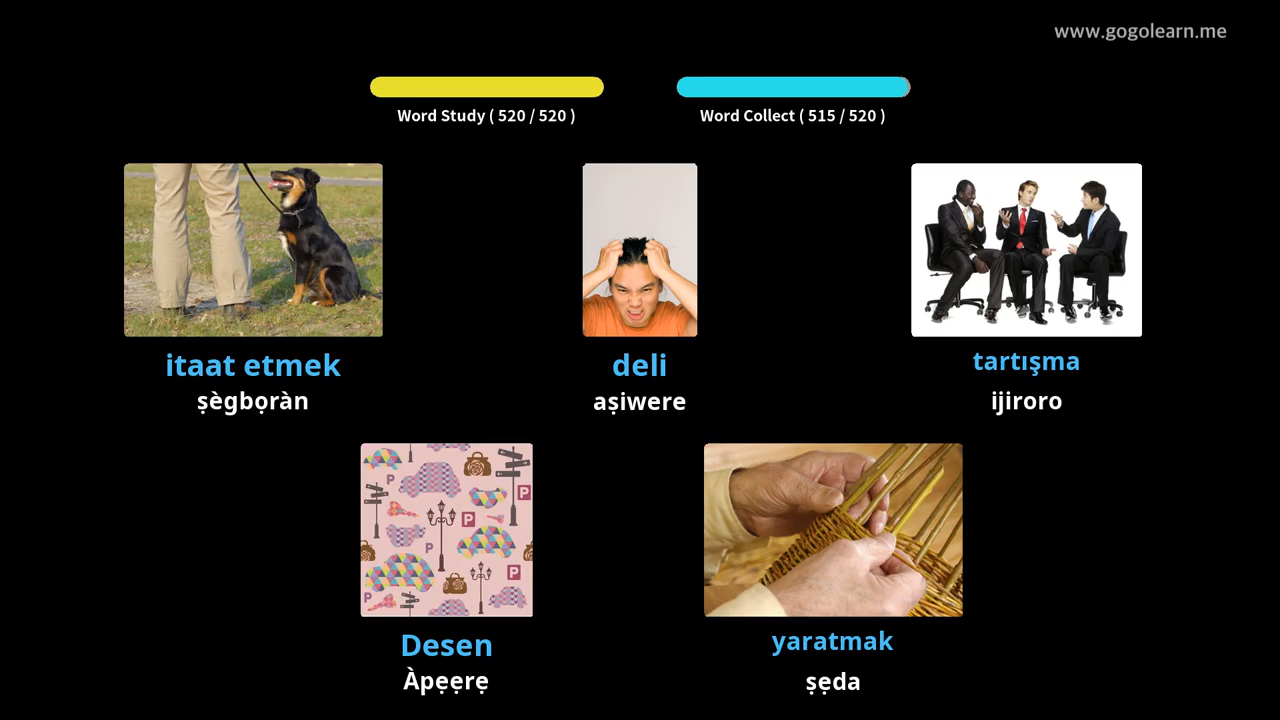 www.gogolearn.me
Word Study ( 520 / 520 )
Word Collect ( 515 / 520 )
itaat etmek
ṣègbọràn
deli
aṣiwere
tartışma
ijiroro
P
P
P
P
P
P
Desen
Àpẹẹrẹ
yaratmak
ṣẹda